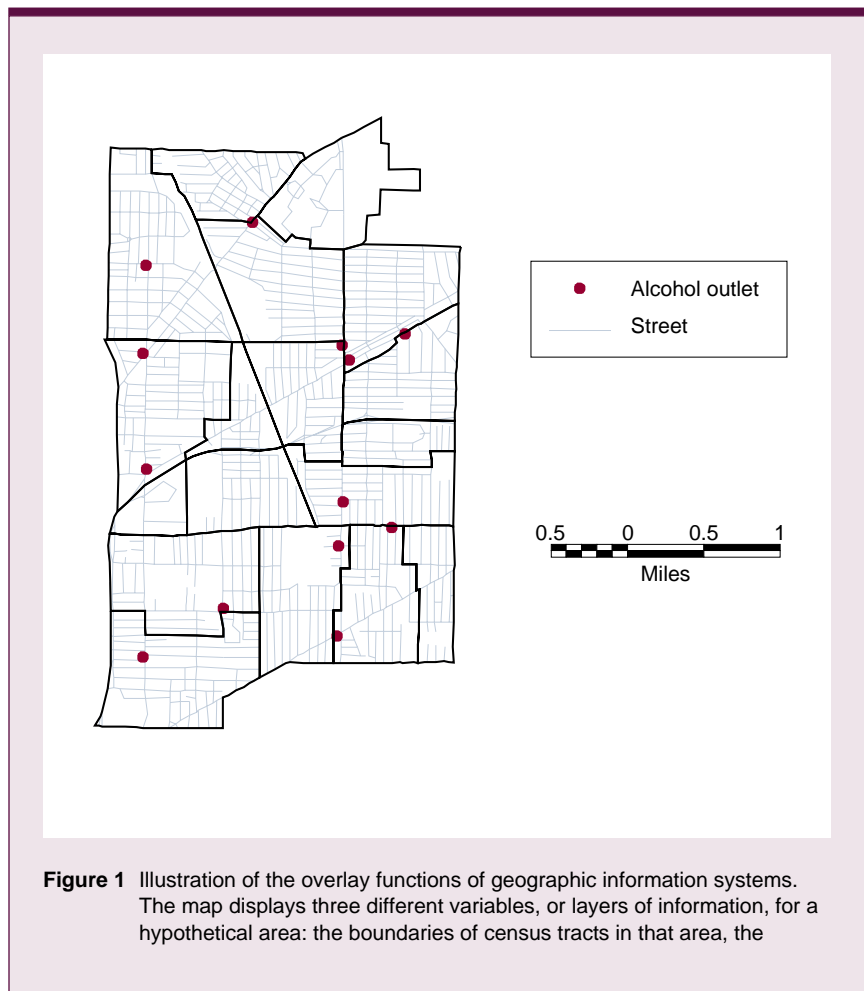 Alcohol outlet
Street
0.5 0 0.5 1
Miles
Figure 1 Illustration of the overlay functions of geographic information systems.
The map displays three different variables, or layers of information, for a
hypothetical area: the boundaries of census tracts in that area, the